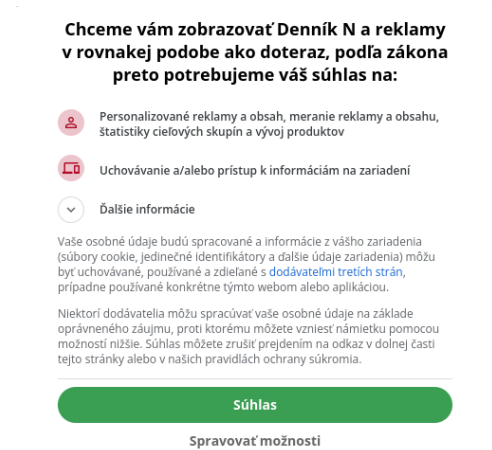 Chceme vám zobrazovať Denník N a reklamy
v rovnakej podobe ako doteraz, podľa zákona
preto potrebujeme váš súhlas na:
Personalizované reklamy a obsah, meranie reklamy a obsahu,
štatistiky cieľových skupín a vývoj produktov
Uchovávanie a/alebo prístup k informáciám na zariadení
Ďalšie informácie
Vaše osobné údaje budú spracované a informácie z vášho zariadenia
(súbory cookie, jedinečné identifikátory a ďalšie údaje zariadenia) môžu
byť uchovávané, používané a zdieľané s dodávateľmi tretích strán,
prípadne používané konkrétne týmto webom alebo aplikáciou.
Niektorí dodávatelia môžu spracúvať vaše osobné údaje na základe
oprávneného záujmu, proti ktorému môžete vzniesť námietku pomocou
možností nižšie. Súhlas môžete zrušiť prejdením na odkaz v dolnej časti
tejto stránky alebo v našich pravidlách ochrany súkromia.
Súhlas
Spravovať možnosti